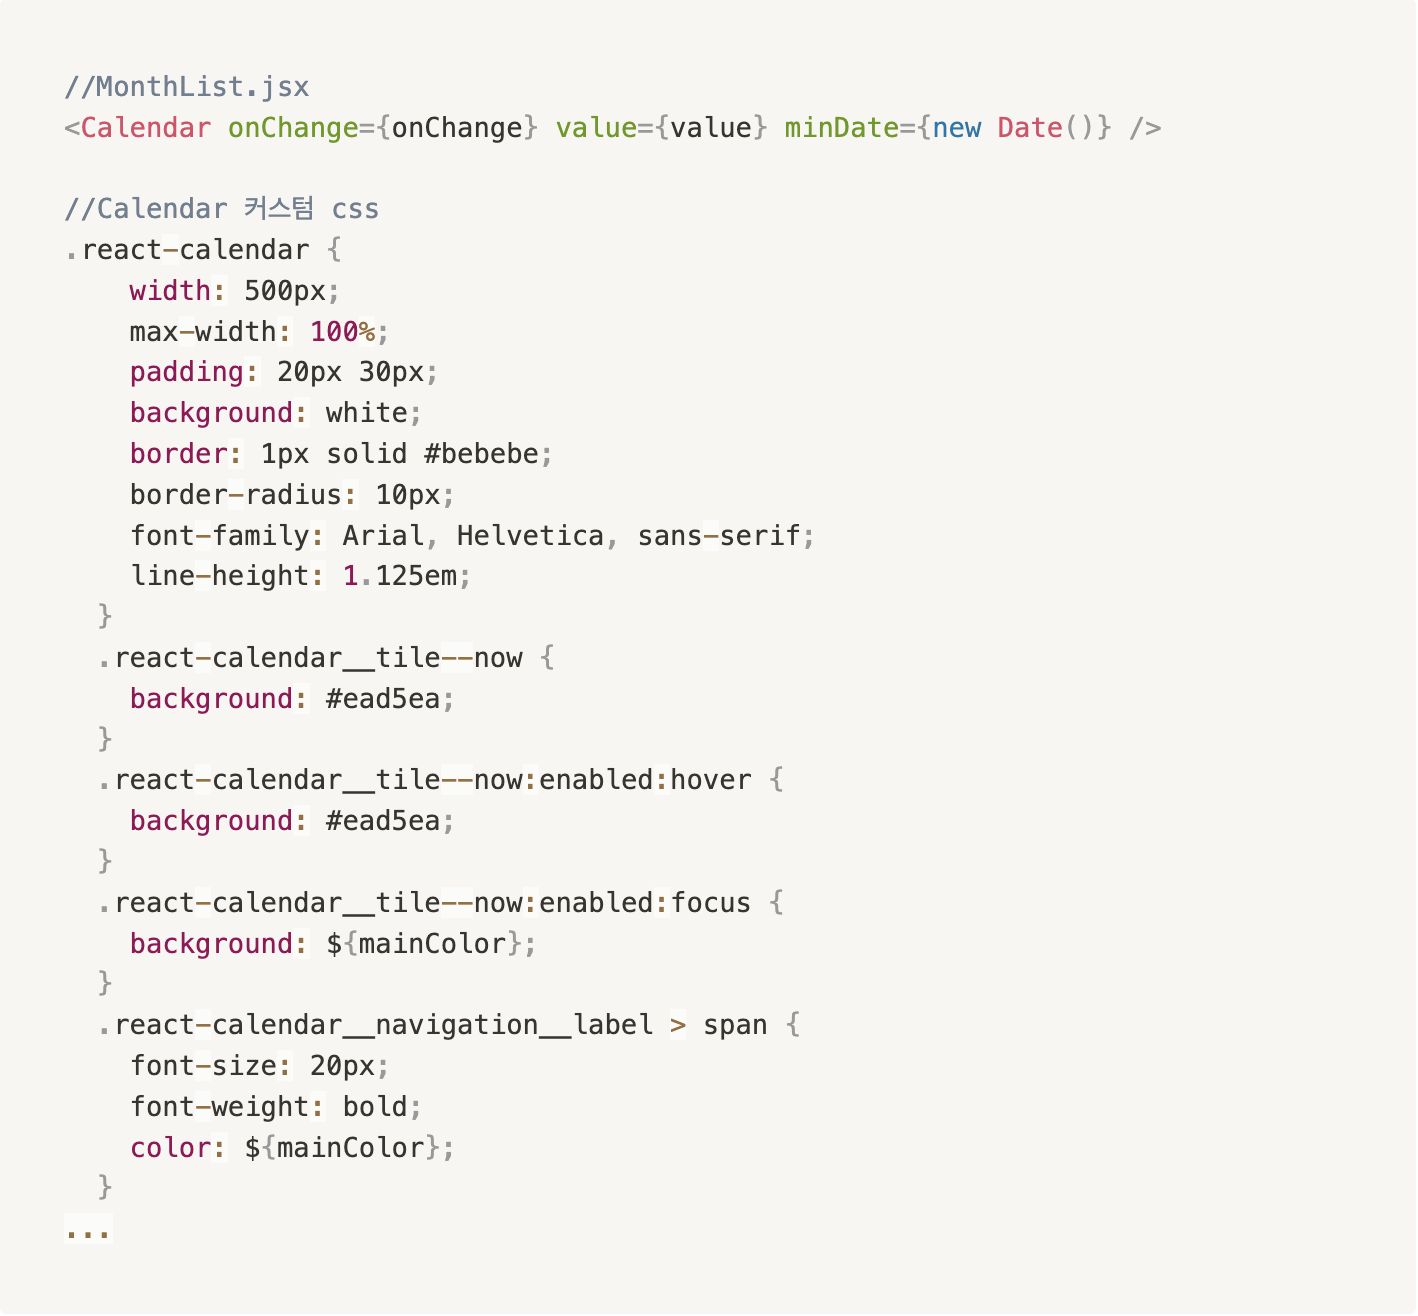 //MonthList.jsx
<Calendar onChange={onChange} value={value} minDate={new Date()} />
//Calendar 커스텀 css
.react-calendar {
width: 500px;
max-width: 100%;
padding: 20px 30px;
background: white;
border: 1px solid #bebebe;
border-radius: 10px;
font-family: Arial, Helvetica, sans-serif;
line-height: 1.125em;
}
.react-calendar__tile--now {
background: #ead5ea;
}
.react-calendar__tile--now:enabled:hover {
background: #ead5ea;
}
.react-calendar__tile--now:enabled:focus {
background: ${mainColor};
}
.react-calendar__navigation__label > span {
font-size: 20px;
font-weight: bold;
color: ${mainColor};
}
...